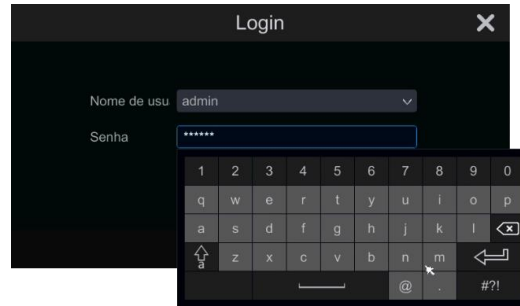 Login
Nome de usu admin
Senha ******
1 2 3 4 5 6 7 8 9 0
q w e r t y u i o p
a s d f g h j k l
a z x c v b n m
@ . #?!